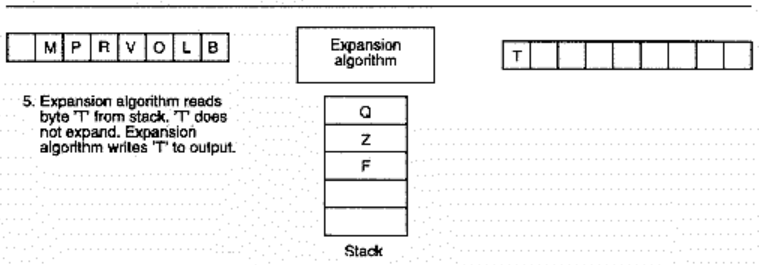 M P R V O L B
Expansion
algorithm
T
5. Expansion algorithm reads
byte 'T' from stack. 'T' does
not expand. Expansion
algorithm writes 'T' to output.
Q
Z
F
Stack